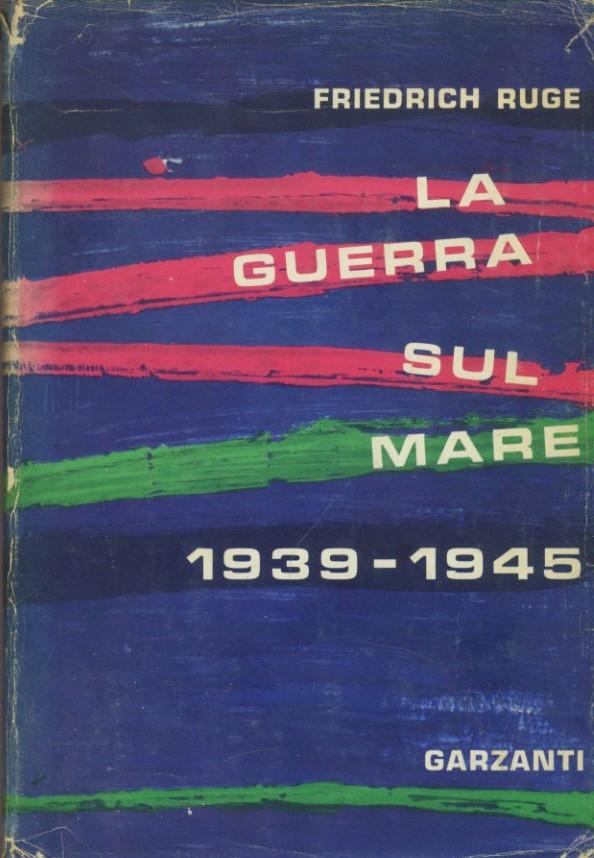 FRIEDRICH RUGE
LA
GUERRA
SUL
MARE
1939-1945
GARZANTI